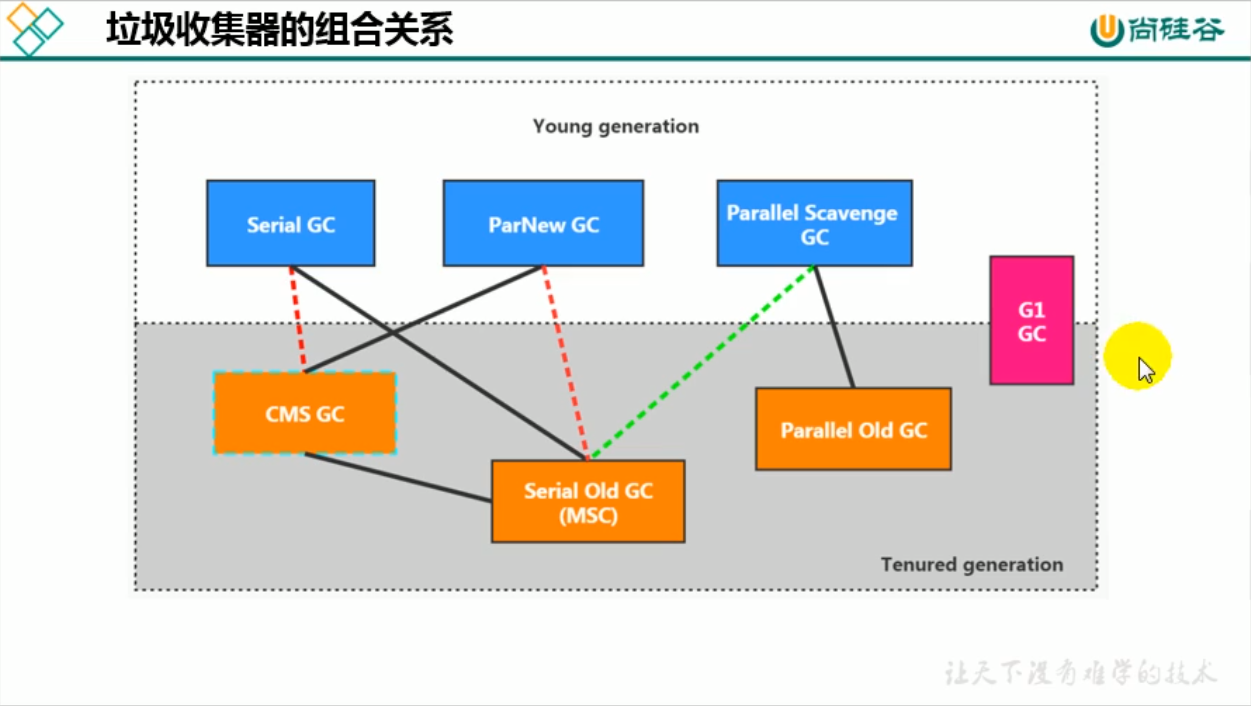 垃圾收集器的组合关系
尚硅谷
Young generation
Serial GC
ParNew GC
Parallel Scavenge
GC
G1
GC
CMS GC
Parallel Old GC
Serial Old GC
(MSC)
Tenured generation
让天下没有难学的技术